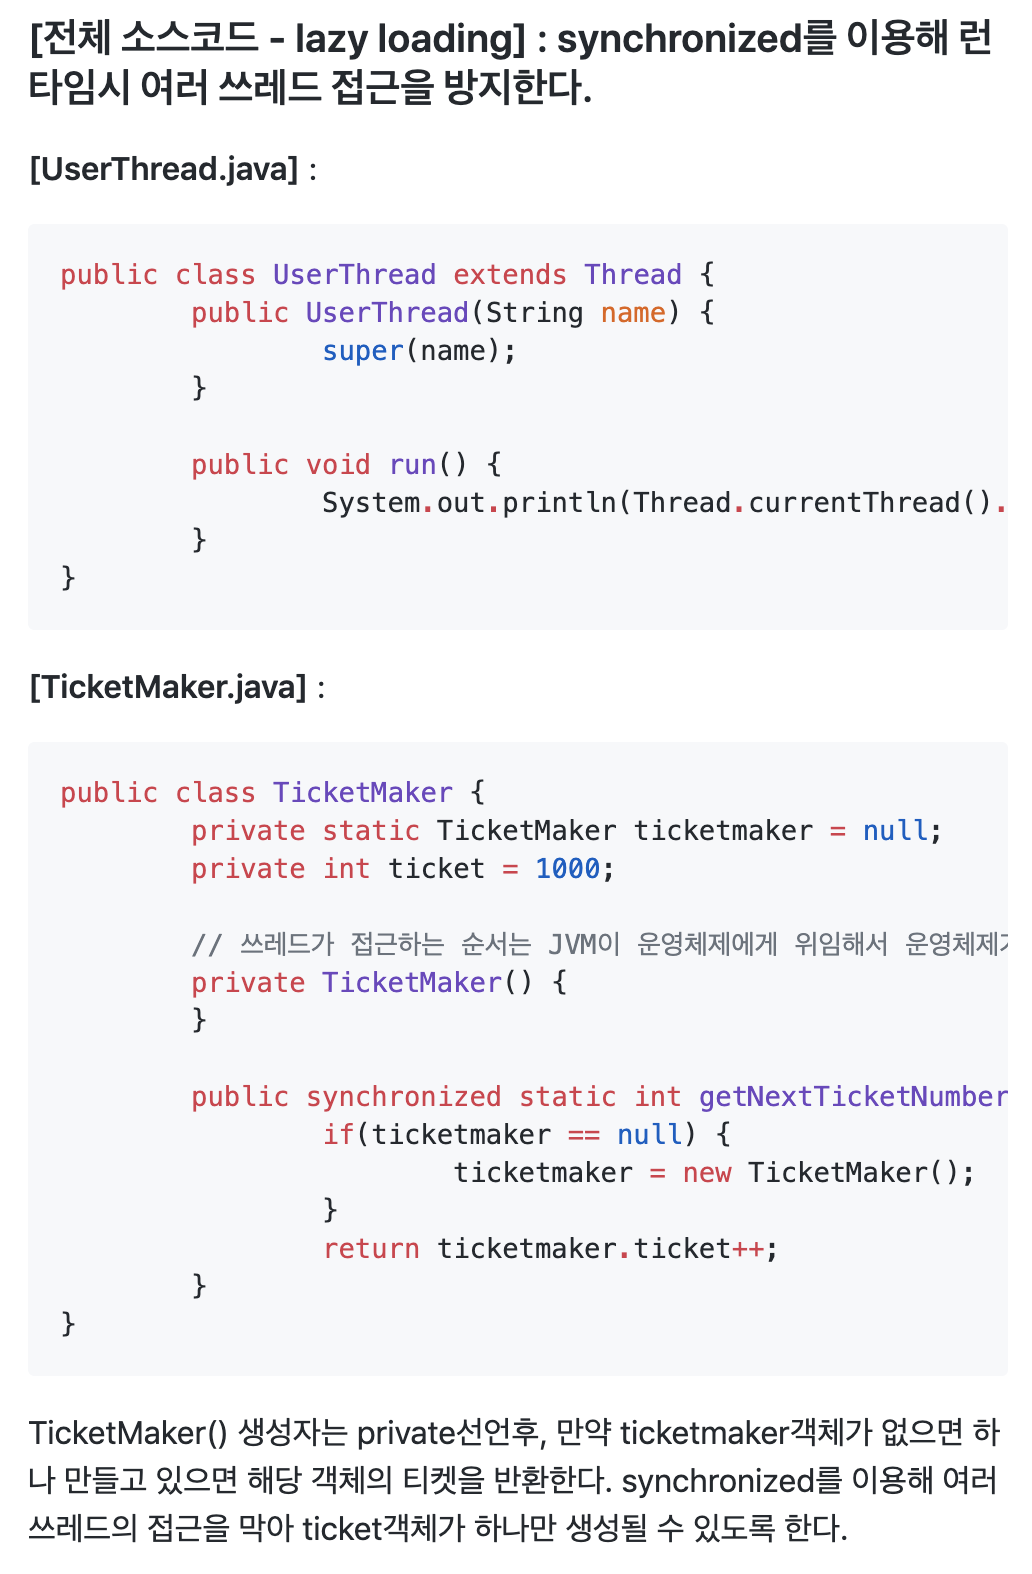 [전체 소스코드 - lazy loading] : synchronized를 이용해 런
타임시 여러 쓰레드 접근을 방지한다.
[UserThread.java] :
public class UserThread extends Thread {
public UserThread(String name) {
super(name);
}
public void run() {
System.out.println(Thread.currentThread().
}
}
[TicketMaker.java] :
public class TicketMaker {
private static TicketMaker ticketmaker = null;
private int ticket = 1000;
// 쓰레드가 접근하는 순서는 JVM이 운영체제에게 위임해서 운영체제가
private TicketMaker() {
}
public synchronized static int getNextTicketNumber
if(ticketmaker == null) {
ticketmaker = new TicketMaker();
}
return ticketmaker.ticket++;
}
}
TicketMaker() 생성자는 private선언후, 만약 ticketmaker객체가 없으면 하
나 만들고 있으면 해당 객체의 티켓을 반환한다. synchronized를 이용해 여러
쓰레드의 접근을 막아 ticket객체가 하나만 생성될 수 있도록 한다.